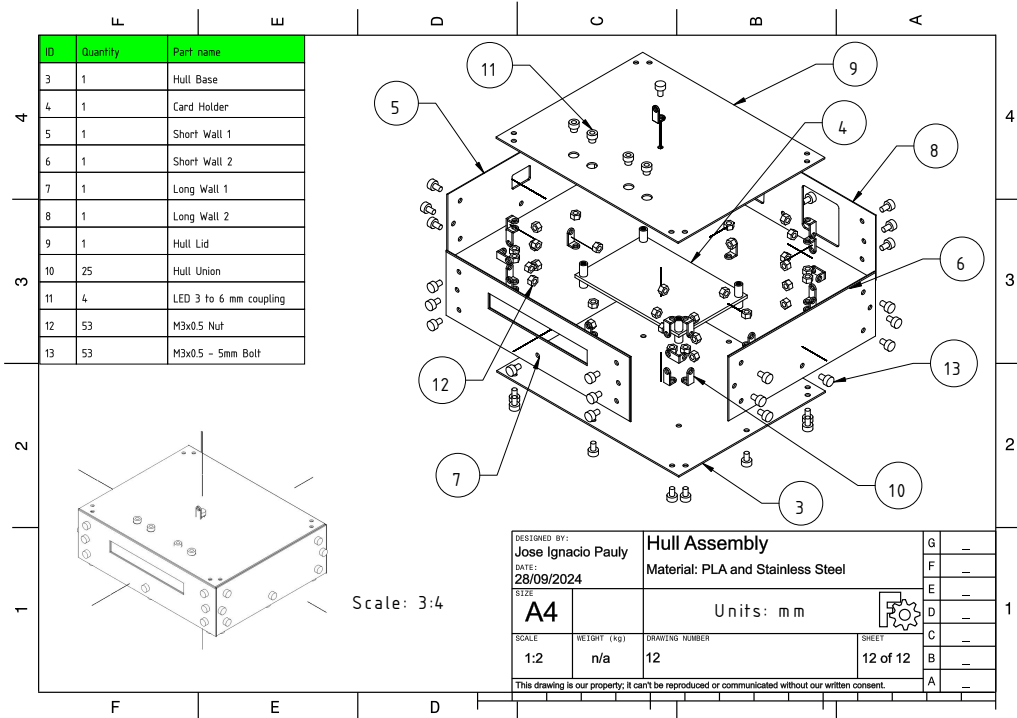 F E D C B A
4 4
3 3
2 2
1 1
ID Quantity Part name
3 1 Hull Base
4 1 Card Holder
5 1 Short Wall 1
6 1 Short Wall 2
7 1 Long Wall 1
8 1 Long Wall 2
9 1 Hull Lid
10 25 Hull Union
11 4 LED 3 to 6 mm coupling
12 53 M3x0.5 Nut
13 53 M3x0.5 - 5mm Bolt
11
9
5
4
8
6
12
13
7
10
3
Scale: 3:4
DESIGNED BY:
Jose Ignacio Pauly
DATE:
28/09/2024
Hull Assembly
Material: PLA and Stainless Steel
SIZE
A4
Units: mm
SCALE
1:2
WEIGHT (kg)
n/a
DRAWING NUMBER
12
SHEET
12 of 12
This drawing is our property; it can't be reproduced or communicated without our written consent.
G _
F _
E _
D _
C _
B _
A _
F E D